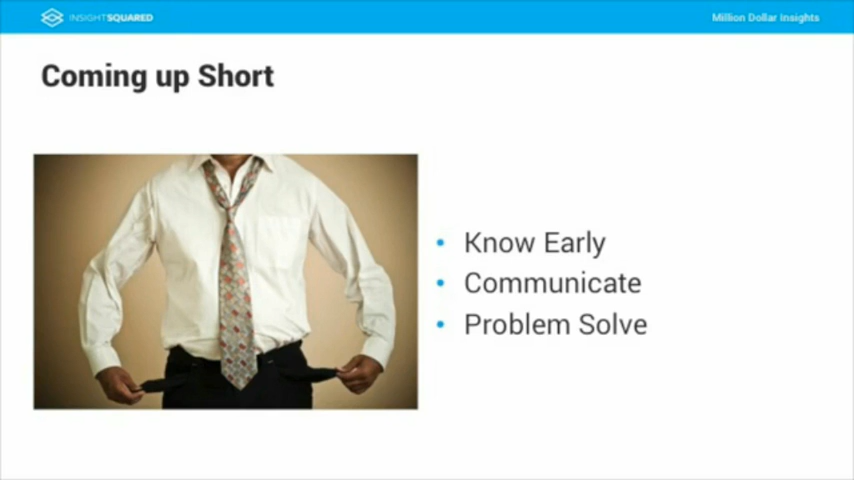 INSIGHTSQUARED
Million Dollar Insights
Coming up Short
• Know Early
• Communicate
• Problem Solve